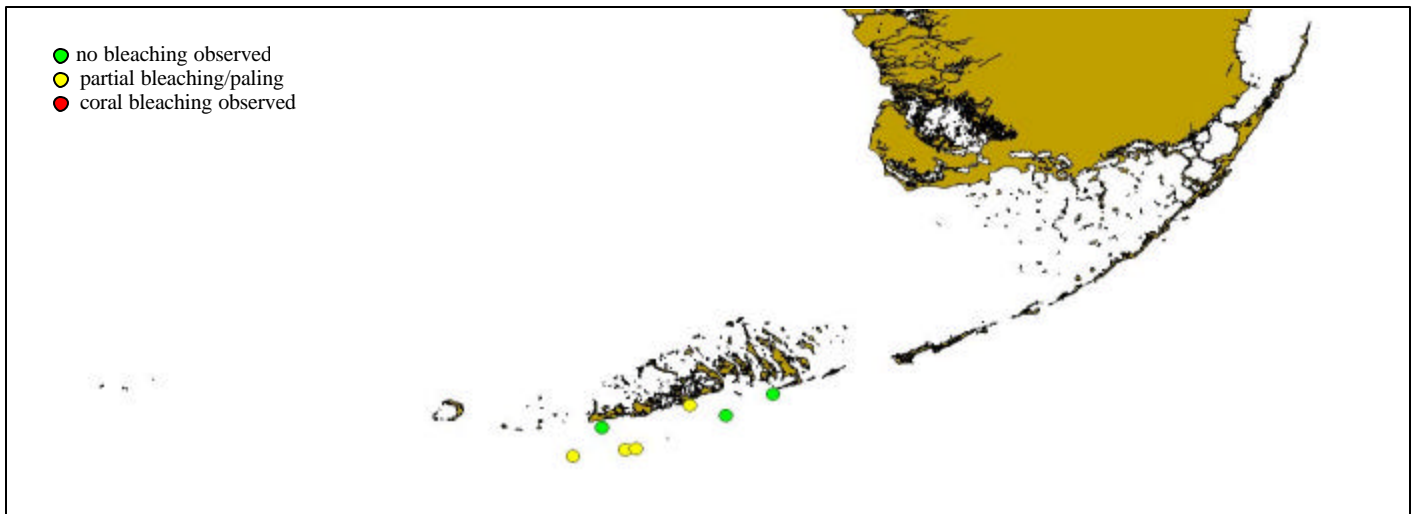 no bleaching observed
partial bleaching/paling
coral bleaching observed